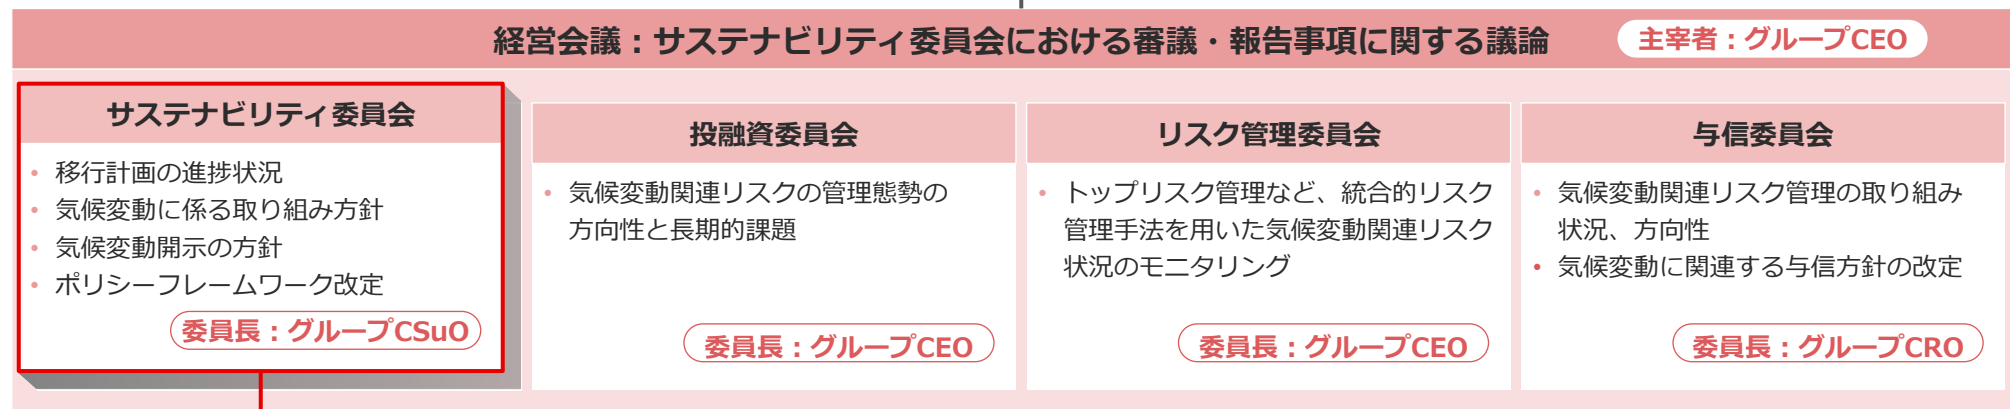 経営会議：サステナビリティ委員会における審議・報告事項に関する議論
主宰者：グループCEO
サステナビリティ委員会
• 移行計画の進捗状況
• 気候変動に係る取り組み方針
• 気候変動開示の方針
• ポリシーフレームワーク改定
委員長：グループCSuO
投融資委員会
• 気候変動関連リスクの管理態勢の
方向性と長期的課題
委員長：グループCEO
リスク管理委員会
• トップリスク管理など、統合的リスク
管理手法を用いた気候変動関連リスク
状況のモニタリング
委員長：グループCEO
与信委員会
• 気候変動関連リスク管理の取り組み
状況、方向性
• 気候変動に関連する与信方針の改定
委員長：グループCRO